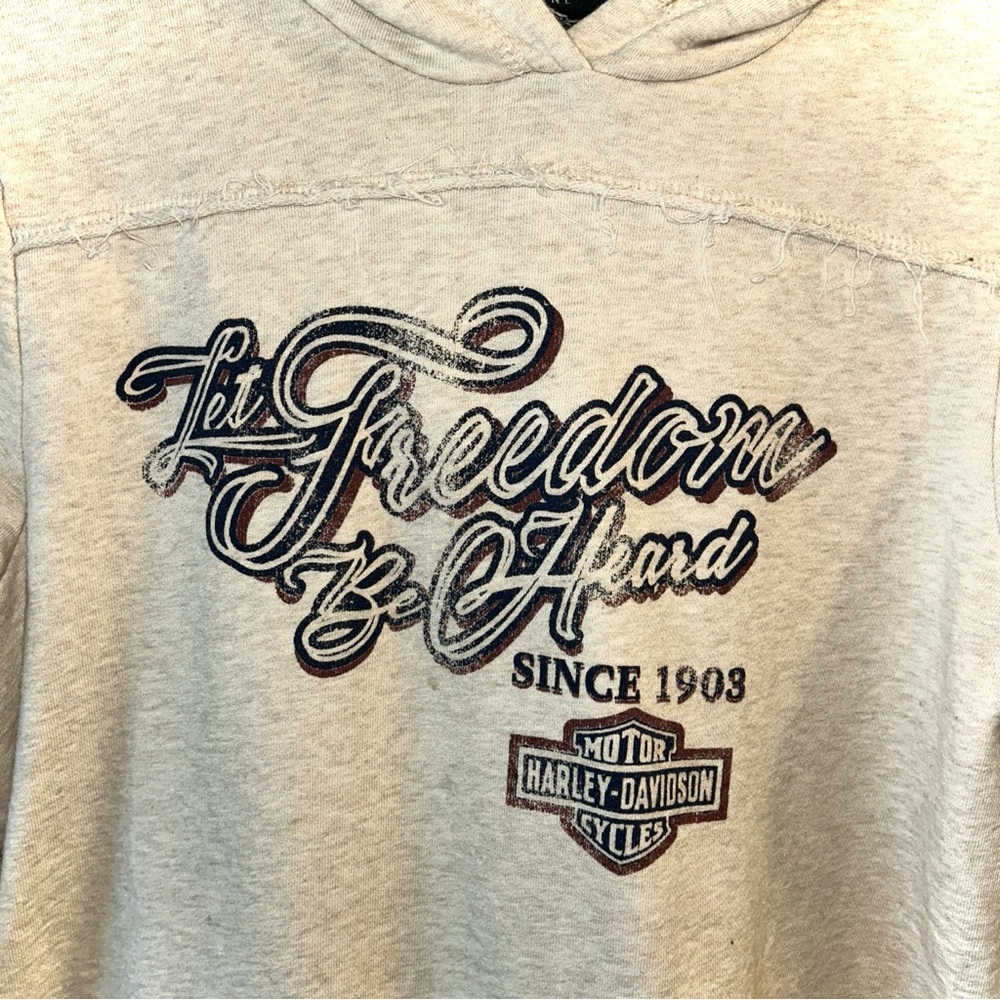 Let Freedom
Be Heard
SINCE 1903
MOTOR
HARLEY-DAVIDSON
CYCLES